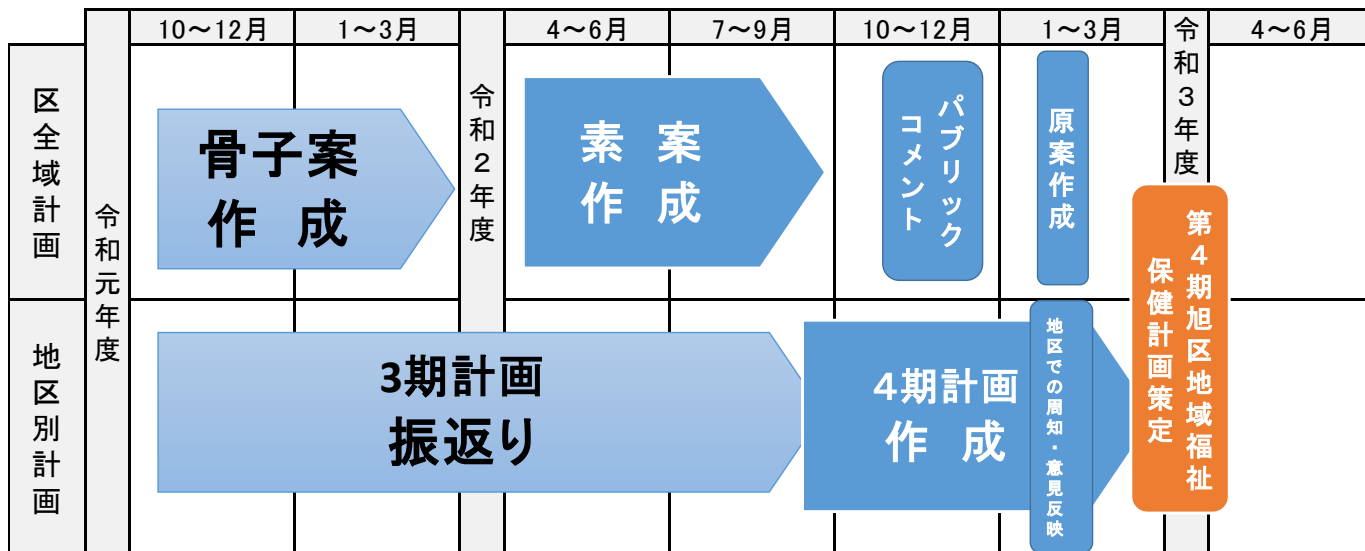 10～12月
1～3月
4～6月
7～9月
10～12月
1～3月
4～6月
令和元年度
令和２年度
令和３年度
区全域計画
骨子案
作 成
素 案
作 成
パブリック
コメント
原案作成
地区別計画
3期計画
振返り
４期計画
作 成
地区での周知・意見反映
第４期旭区地域福祉
保健計画策定